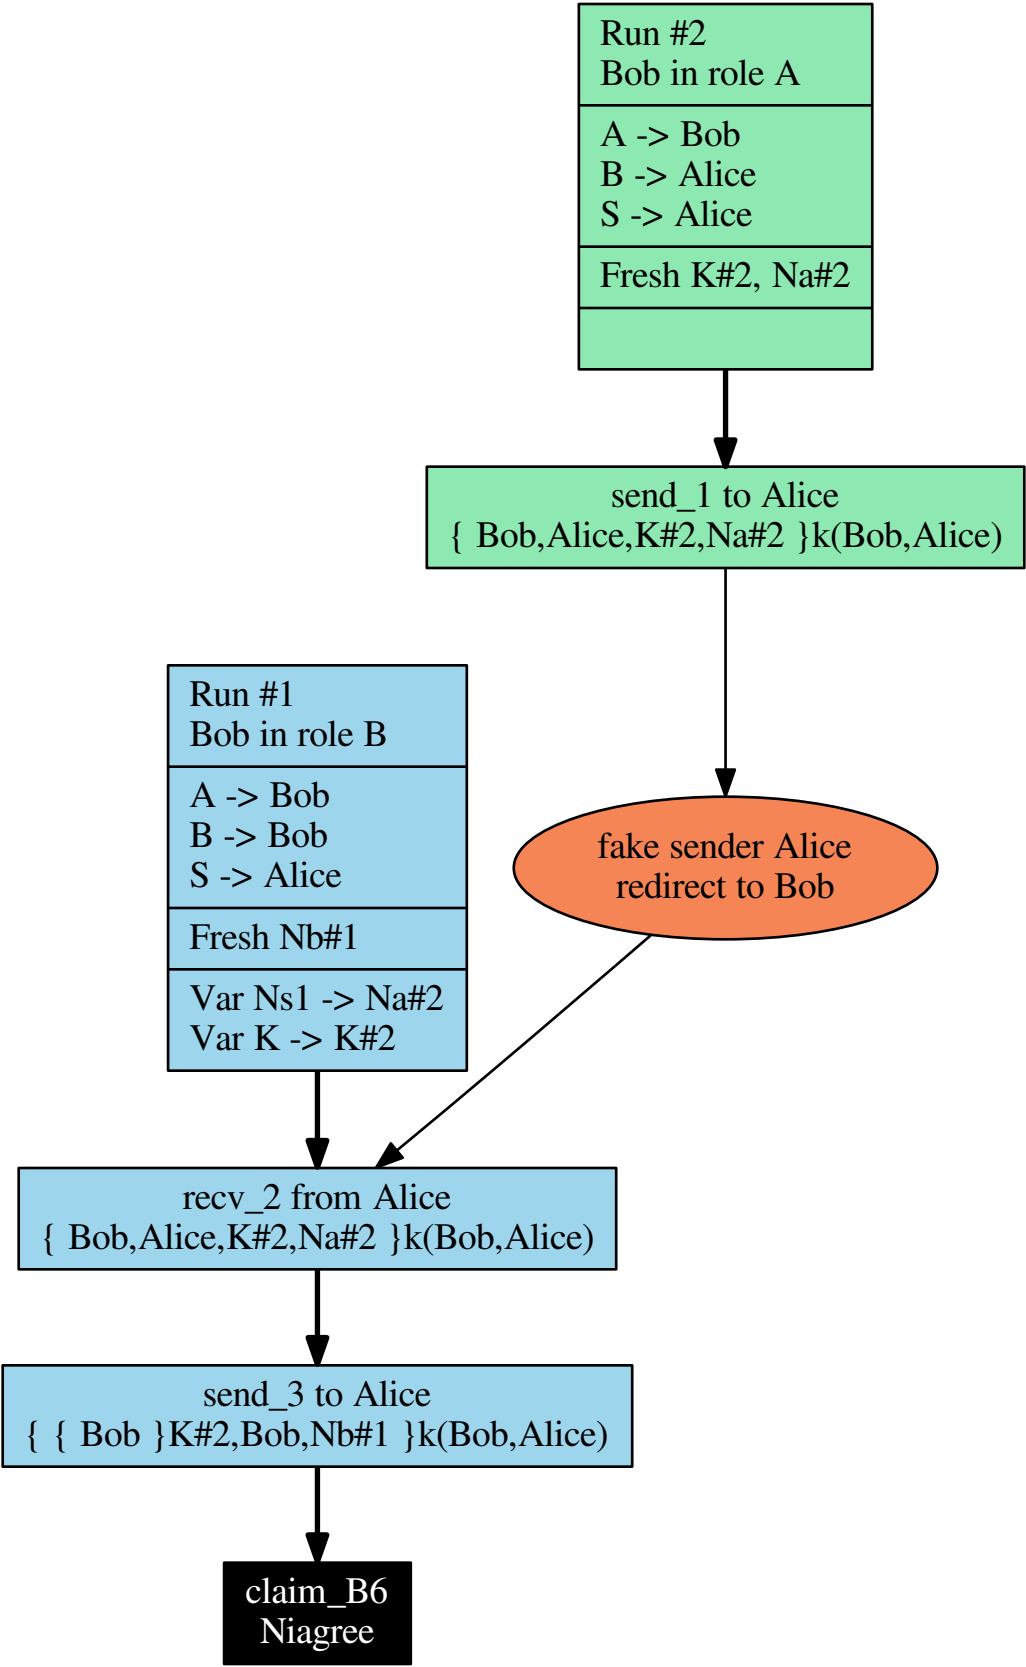 Run #2
Bob in role A
A -> Bob
B -> Alice
S -> Alice
Fresh K#2, Na#2
send_1 to Alice
{ Bob,Alice,K#2,Na#2 }k(Bob,Alice)
Run #1
Bob in role B
A -> Bob
B -> Bob
S -> Alice
Fresh Nb#1
Var Ns1 -> Na#2
Var K -> K#2
fake sender Alice
redirect to Bob
recv_2 from Alice
{ Bob,Alice,K#2,Na#2 }k(Bob,Alice)
send_3 to Alice
{ { Bob }K#2,Bob,Nb#1 }k(Bob,Alice)
claim_B6
Niagree